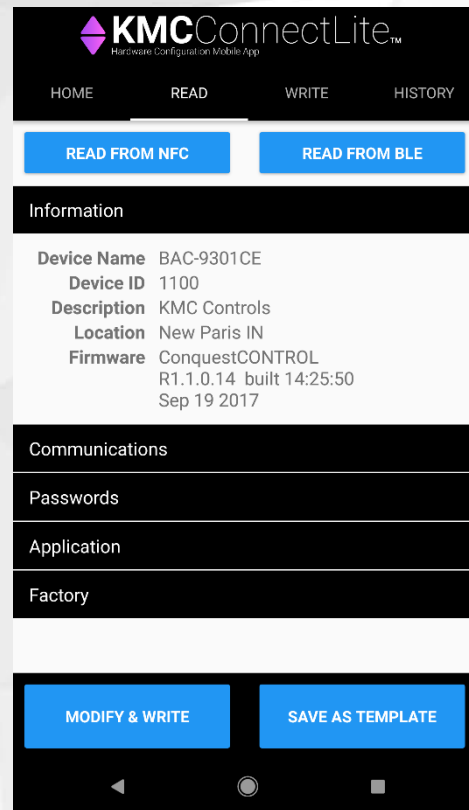 KMCConnectLite™
Hardware Configuration Mobile App
HOME READ WRITE HISTORY
READ FROM NFC READ FROM BLE
Information
Device Name BAC-9301CE
Device ID 1100
Description KMC Controls
Location New Paris IN
Firmware ConquestCONTROL
R1.1.0.14 built 14:25:50
Sep 19 2017
Communications
Passwords
Application
Factory
MODIFY & WRITE SAVE AS TEMPLATE